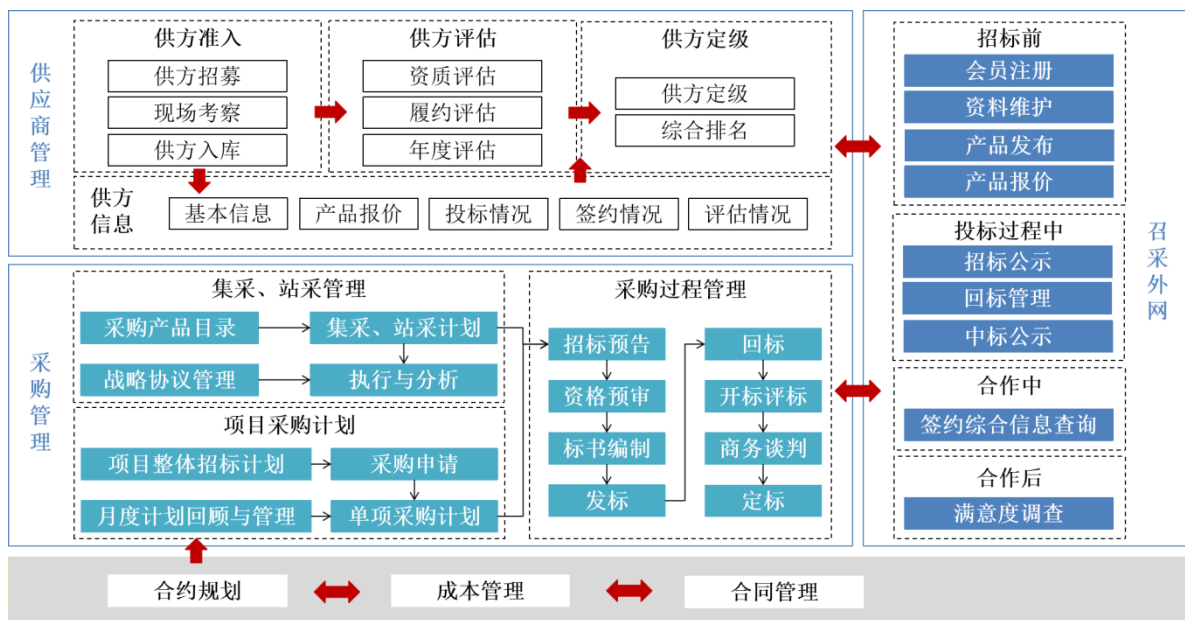 供应商管理
供方准入
供方招募
现场考察
供方入库
供方评估
资质评估
履约评估
年度评估
供方定级
供方定级
综合排名
供方
信息
基本信息
产品报价
投标情况
签约情况
评估情况
采购管理
集采、站采管理
采购产品目录
集采、站采计划
战略协议管理
执行与分析
项目采购计划
项目整体招标计划
采购申请
月度计划回顾与管理
单项采购计划
采购过程管理
招标预告
资格预审
标书编制
发标
回标
开标评标
商务谈判
定标
召采外网
招标前
会员注册
资料维护
产品发布
产品报价
投标过程中
招标公示
回标管理
中标公示
合作中
签约综合信息查询
合作后
满意度调查
合约规划
成本管理
合同管理